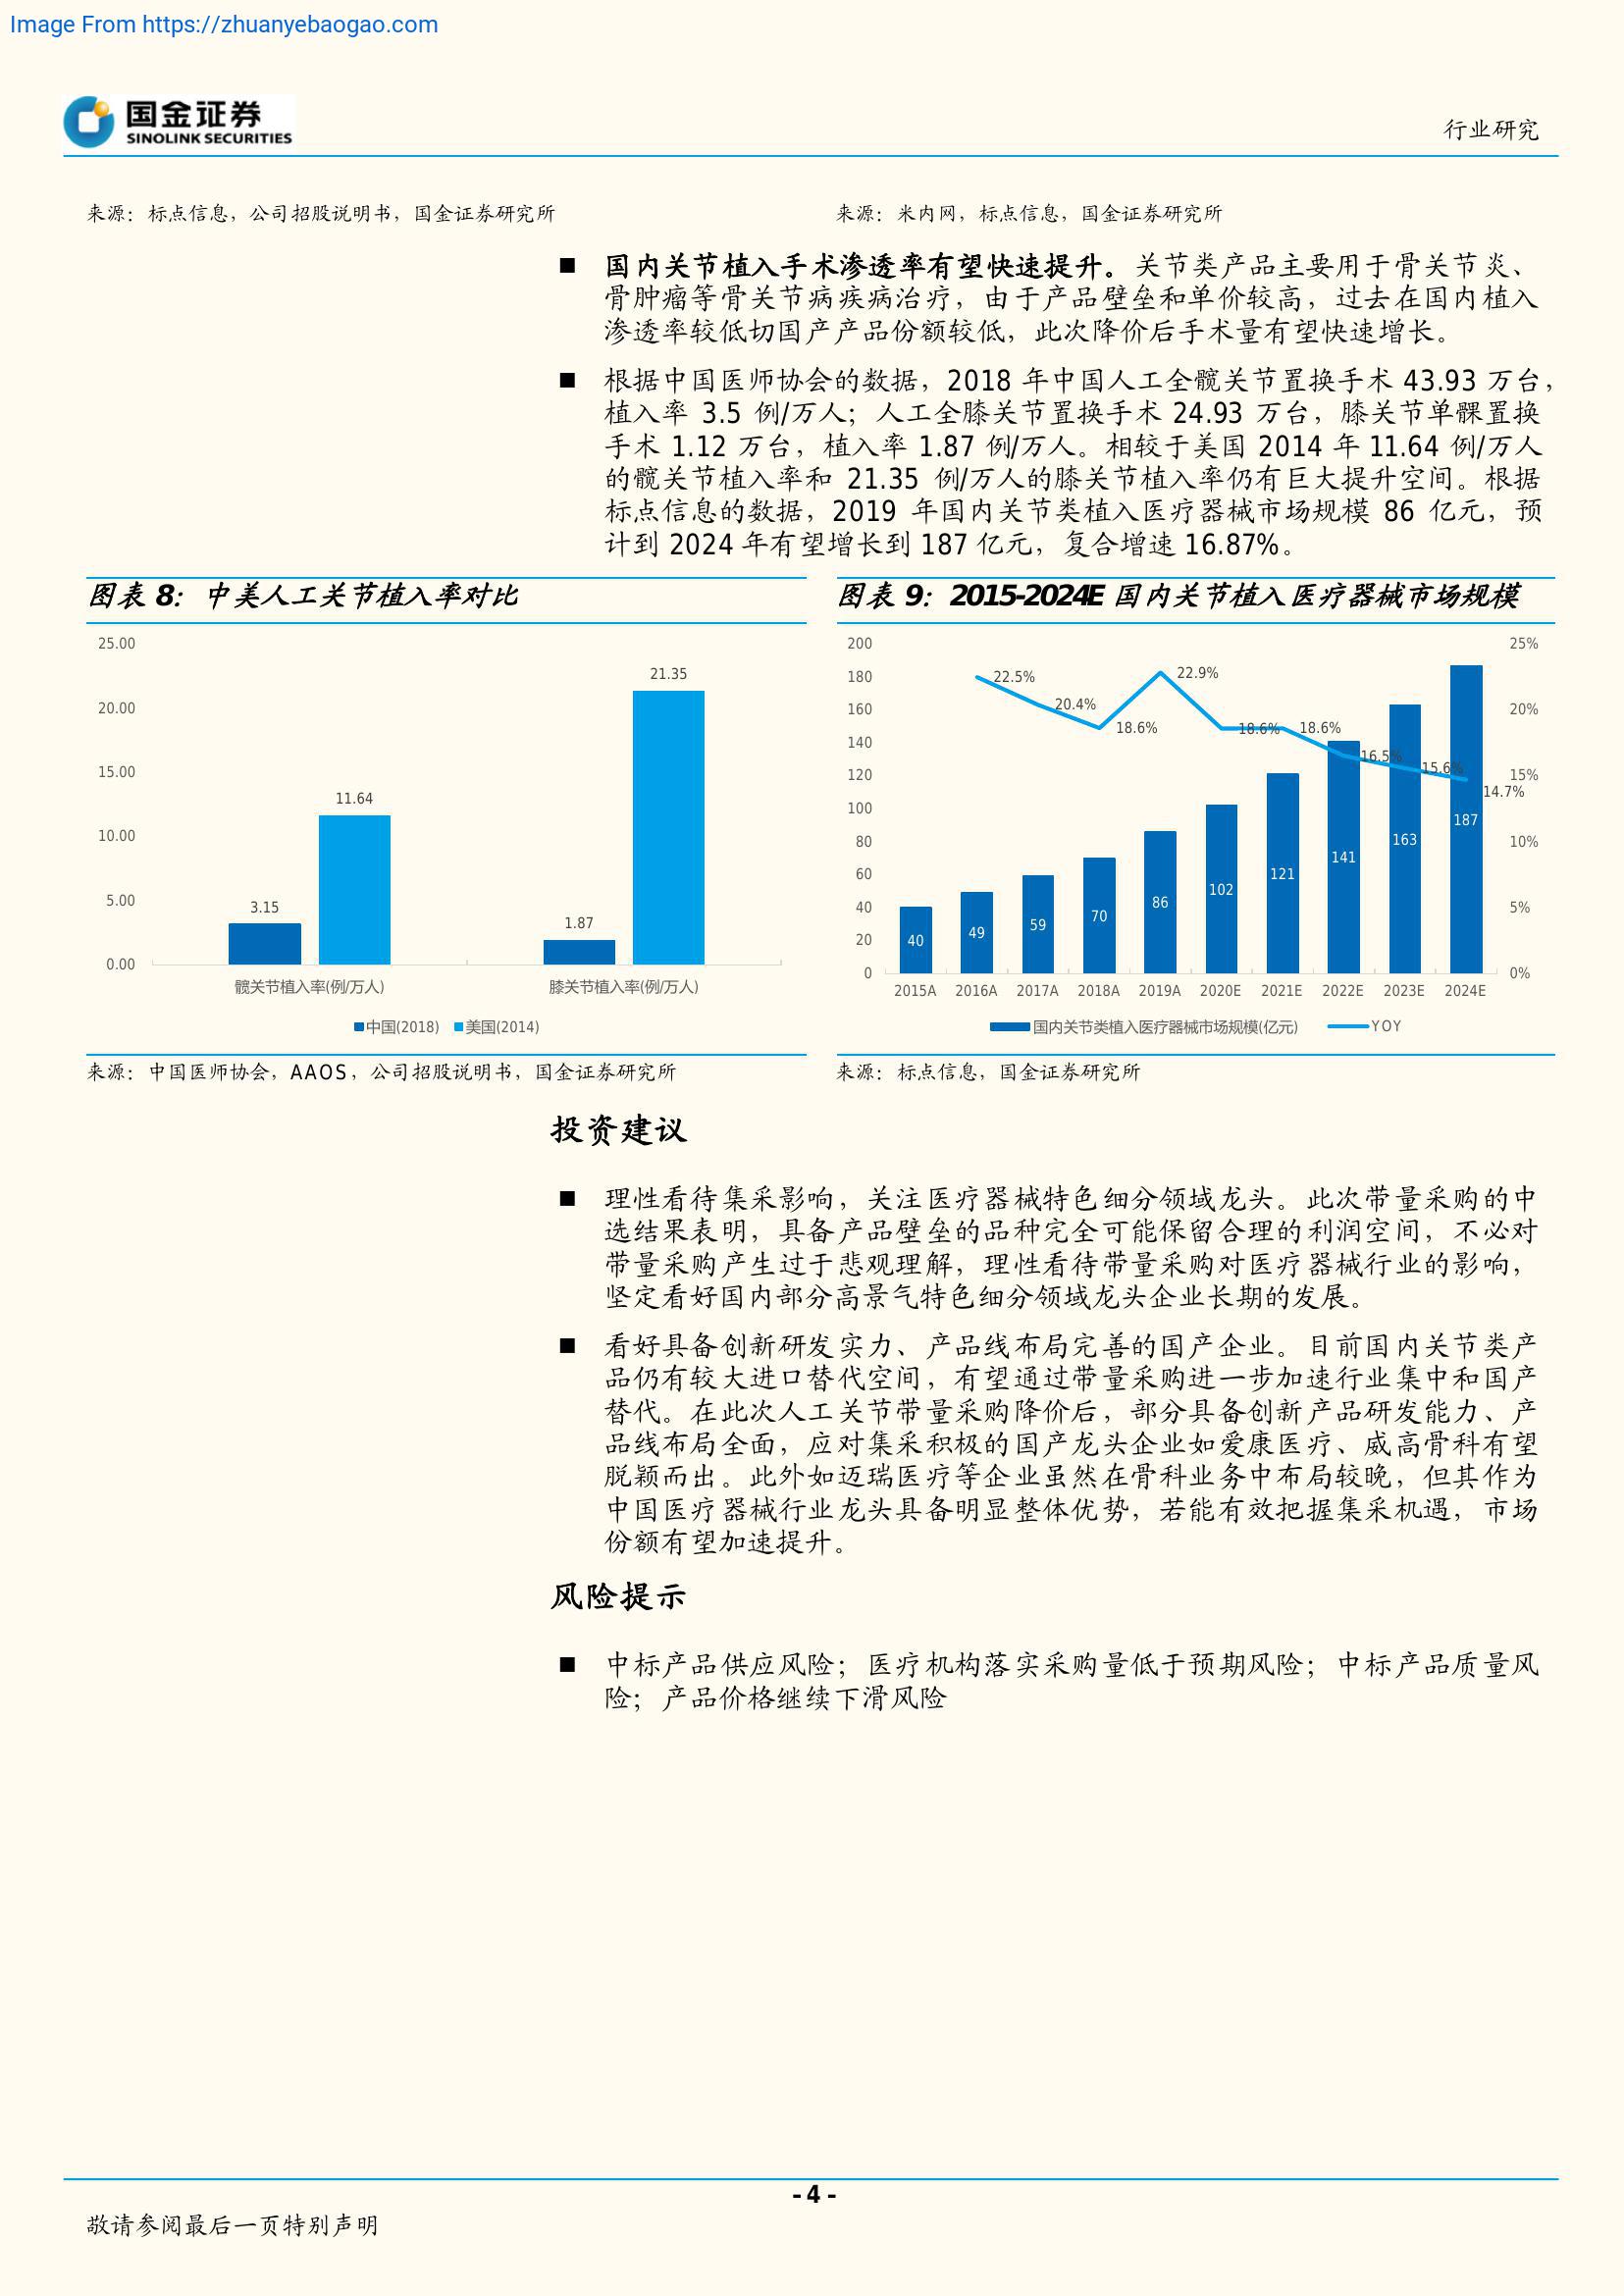 Image From https://zhuanyebaogao.com
国金证券
SINOLINK SECURITIES
行业研究
来源：标点信息，公司招股说明书，国金证券研究所
来源：米内网，标点信息，国金证券研究所
■ 国内关节植入手术渗透率有望快速提升。关节类产品主要用于骨关节炎、
骨肿瘤等骨关节病疾病治疗，由于产品壁垒和单价较高，过去在国内植入
渗透率较低切国产产品份额较低，此次降价后手术量有望快速增长。
■ 根据中国医师协会的数据，2018 年中国人工全髋关节置换手术 43.93 万台，
植入率 3.5 例/万人；人工全膝关节置换手术 24.93 万台，膝关节单髁置换
手术 1.12 万台，植入率 1.87 例/万人。相较于美国 2014 年 11.64 例/万人
的髋关节植入率和 21.35 例/万人的膝关节植入率仍有巨大提升空间。根据
标点信息的数据，2019 年国内关节类植入医疗器械市场规模 86 亿元，预
计到 2024 年有望增长到 187 亿元，复合增速 16.87%。
图表 8：中美人工关节植入率对比
25.00
20.00
15.00
10.00
5.00
0.00
3.15
11.64
1.87
21.35
髋关节植入率(例/万人)
膝关节植入率(例/万人)
中国(2018) 美国(2014)
来源：中国医师协会，AAOS，公司招股说明书，国金证券研究所
图表 9：2015-2024E 国内关节植入医疗器械市场规模
200
180
160
140
120
100
80
60
40
20
0
25%
20%
15%
10%
5%
0%
22.5%
20.4%
18.6%
22.9%
18.6%
18.6%
16.5%
15.6%
14.7%
40
49
59
70
86
102
121
141
163
187
2015A 2016A 2017A 2018A 2019A 2020E 2021E 2022E 2023E 2024E
国内关节类植入医疗器械市场规模(亿元) YOY
来源：标点信息，国金证券研究所
投资建议
■ 理性看待集采影响，关注医疗器械特色细分领域龙头。此次带量采购的中
选结果表明，具备产品壁垒的品种完全可能保留合理的利润空间，不必对
带量采购产生过于悲观理解，理性看待带量采购对医疗器械行业的影响，
坚定看好国内部分高景气特色细分领域龙头企业长期的发展。
■ 看好具备创新研发实力、产品线布局完善的国产企业。目前国内关节类产
品仍有较大进口替代空间，有望通过带量采购进一步加速行业集中和国产
替代。在此次人工关节带量采购降价后，部分具备创新产品研发能力、产
品线布局全面，应对集采积极的国产龙头企业如爱康医疗、威高骨科有望
脱颖而出。此外如迈瑞医疗等企业虽然在骨科业务中布局较晚，但其作为
中国医疗器械行业龙头具备明显整体优势，若能有效把握集采机遇，市场
份额有望加速提升。
风险提示
■ 中标产品供应风险；医疗机构落实采购量低于预期风险；中标产品质量风
险；产品价格继续下滑风险
- 4 -
敬请参阅最后一页特别声明